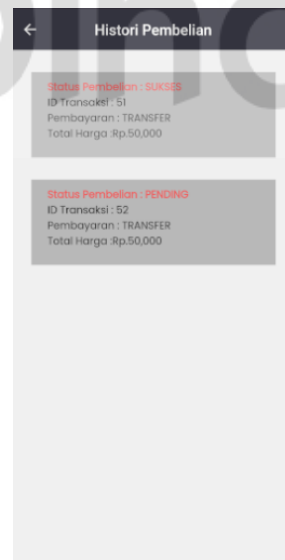 Histori Pembelian
Status Pembelian : SUKSES
ID Transaksi : 51
Pembayaran : TRANSFER
Total Harga :Rp.50,000
Status Pembelian : PENDING
ID Transaksi : 52
Pembayaran : TRANSFER
Total Harga :Rp.50,000